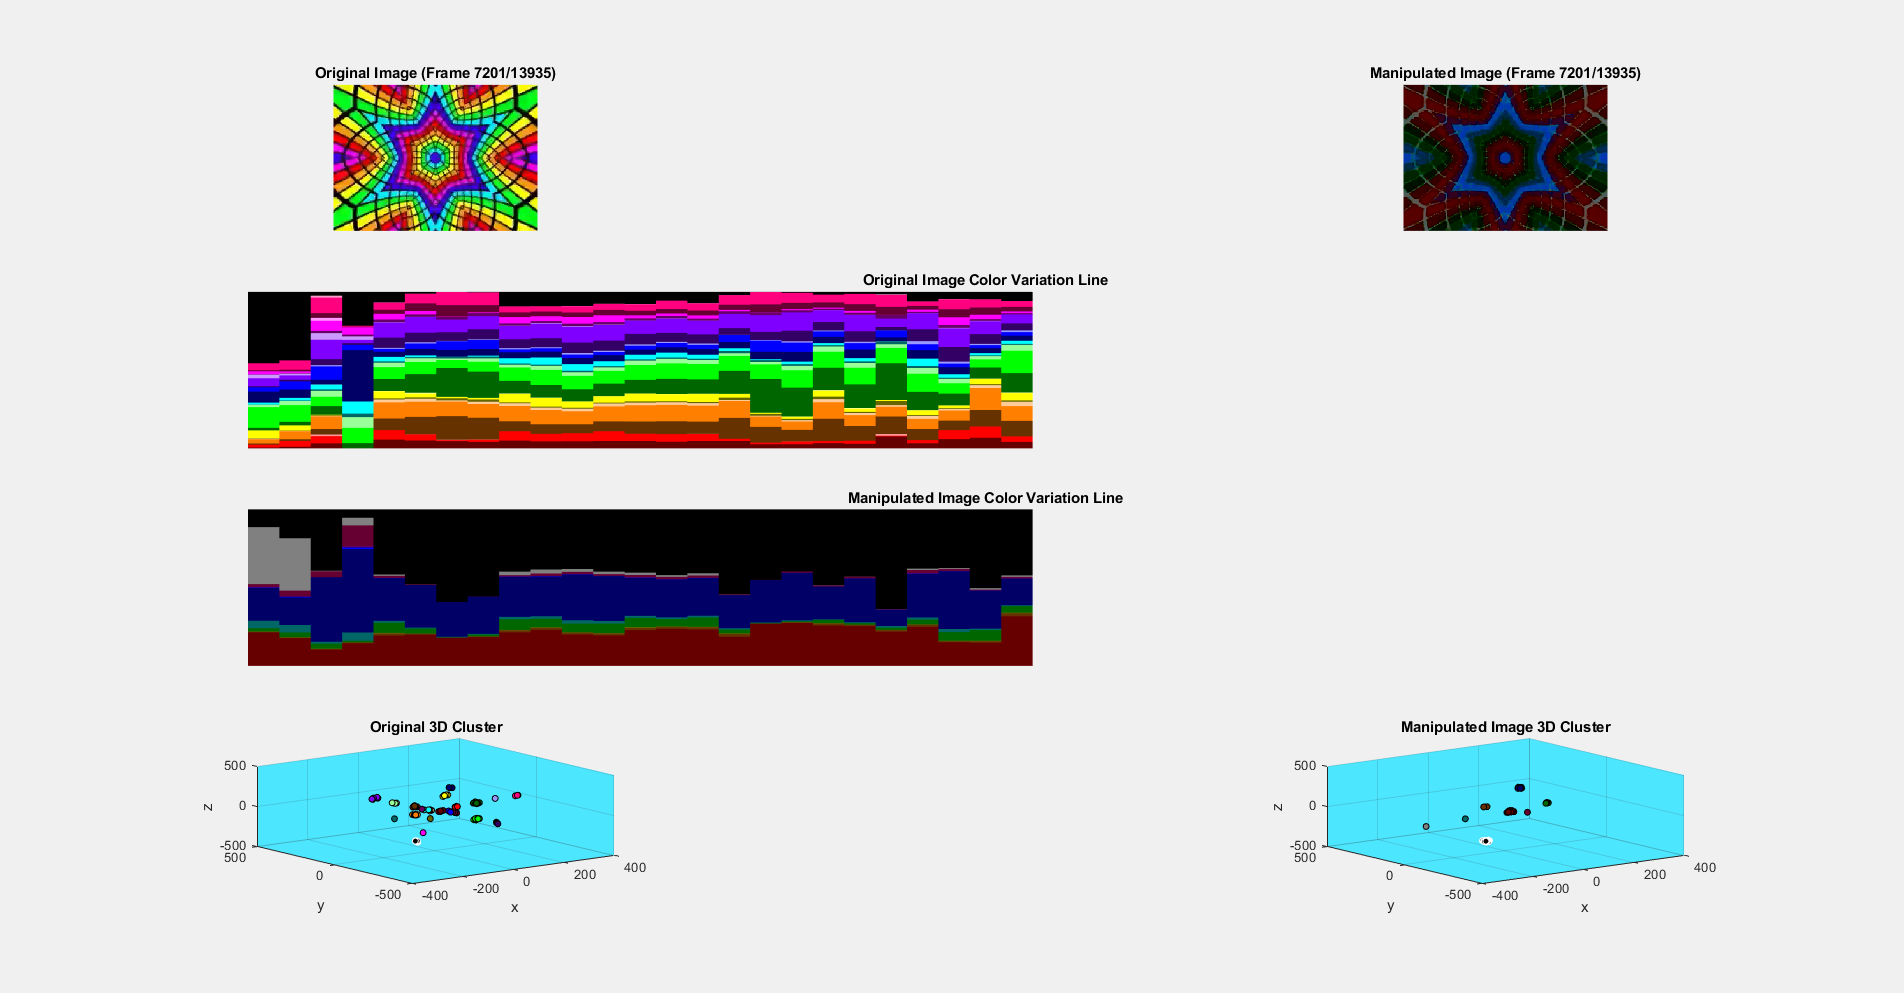 Original Image (Frame 7201/13935)
Manipulated Image (Frame 7201/13935)
Original Image Color Variation Line
Manipulated Image Color Variation Line
Original 3D Cluster
500
0
-500
z
500
0
-500
y
-400
-200
0
200
400
x
Manipulated Image 3D Cluster
500
0
-500
z
500
0
-500
y
-400
-200
0
200
400
x